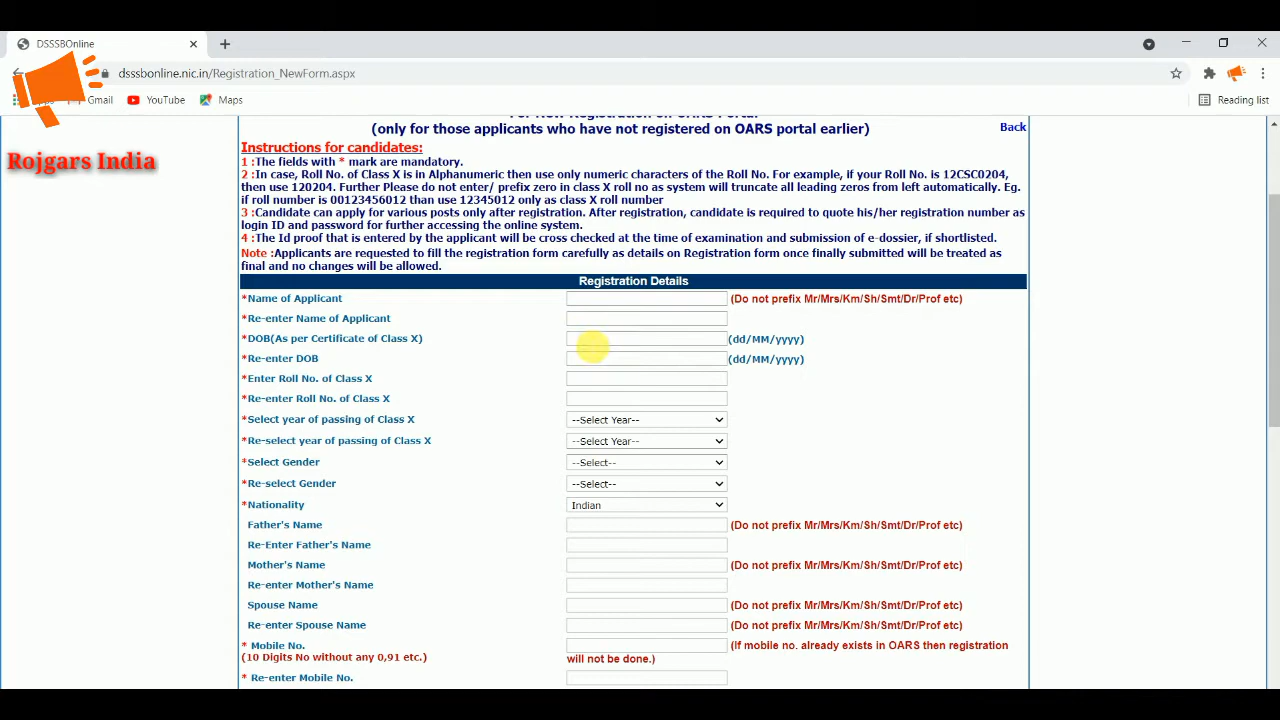 DSSSBOnline
dsssbonline.nic.in/Registration_NewForm.aspx
Gmail
YouTube
Maps
Reading list
Rojgars India
(only for those applicants who have not registered on OARS portal earlier)
Back
Instructions for candidates:
1 :The fields with * mark are mandatory.
2 :In case, Roll No. of Class X is in Alphanumeric then use only numeric characters of the Roll No. For example, if your Roll No. is 12CSC0204,
then use 120204. Further Please do not enter/ prefix zero in class X roll no as system will truncate all leading zeros from left automatically. Eg.
if roll number is 00123456012 than use 12345012 only as class X roll number
3 :Candidate can apply for various posts only after registration. After registration, candidate is required to quote his/her registration number as
login ID and password for further accessing the online system.
4 :The Id proof that is entered by the applicant will be cross checked at the time of examination and submission of e-dossier, if shortlisted.
Note :Applicants are requested to fill the registration form carefully as details on Registration form once finally submitted will be treated as
final and no changes will be allowed.
Registration Details
*Name of Applicant (Do not prefix Mr/Mrs/Km/Sh/Smt/Dr/Prof etc)
*Re-enter Name of Applicant
*DOB(As per Certificate of Class X) (dd/MM/yyyy)
*Re-enter DOB (dd/MM/yyyy)
*Enter Roll No. of Class X
*Re-enter Roll No. of Class X
*Select year of passing of Class X --Select Year--
*Re-select year of passing of Class X --Select Year--
*Select Gender --Select--
*Re-select Gender --Select--
*Nationality Indian
Father's Name (Do not prefix Mr/Mrs/Km/Sh/Smt/Dr/Prof etc)
Re-Enter Father's Name
Mother's Name (Do not prefix Mr/Mrs/Km/Sh/Smt/Dr/Prof etc)
Re-enter Mother's Name
Spouse Name (Do not prefix Mr/Mrs/Km/Sh/Smt/Dr/Prof etc)
Re-enter Spouse Name (Do not prefix Mr/Mrs/Km/Sh/Smt/Dr/Prof etc)
* Mobile No. (If mobile no. already exists in OARS then registration
(10 Digits No without any 0,91 etc.) will not be done.)
* Re-enter Mobile No.